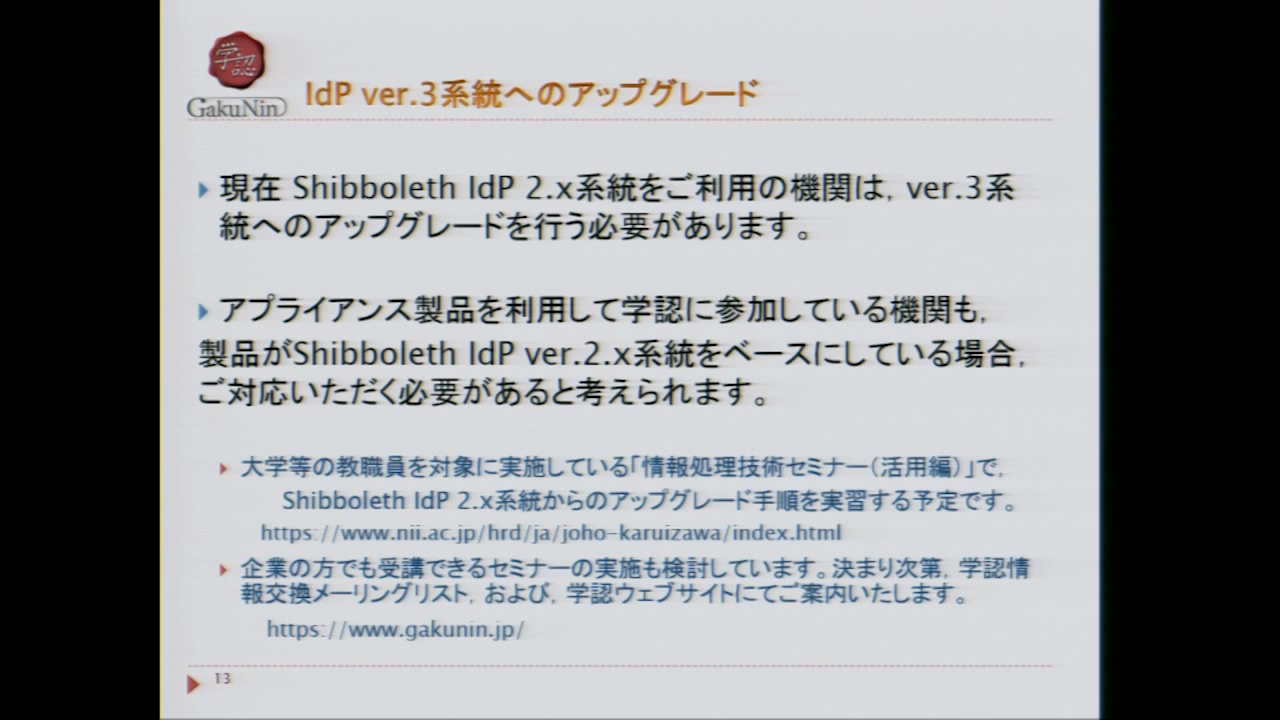 学認
GakuNin
IdP ver.3系統へのアップグレード
現在 Shibboleth IdP 2.x系統をご利用の機関は，ver.3系
統へのアップグレードを行う必要があります。
アプライアンス製品を利用して学認に参加している機関も，
製品がShibboleth IdP ver.2.x系統をベースにしている場合，
ご対応いただく必要があると考えられます。
大学等の教職員を対象に実施している「情報処理技術セミナー（活用編）」で，
Shibboleth IdP 2.x系統からのアップグレード手順を実習する予定です。
https://www.nii.ac.jp/hrd/ja/joho-karuizawa/index.html
企業の方でも受講できるセミナーの実施も検討しています。決まり次第，学認情
報交換メーリングリスト，および，学認ウェブサイトにてご案内いたします。
https://www.gakunin.jp/
13